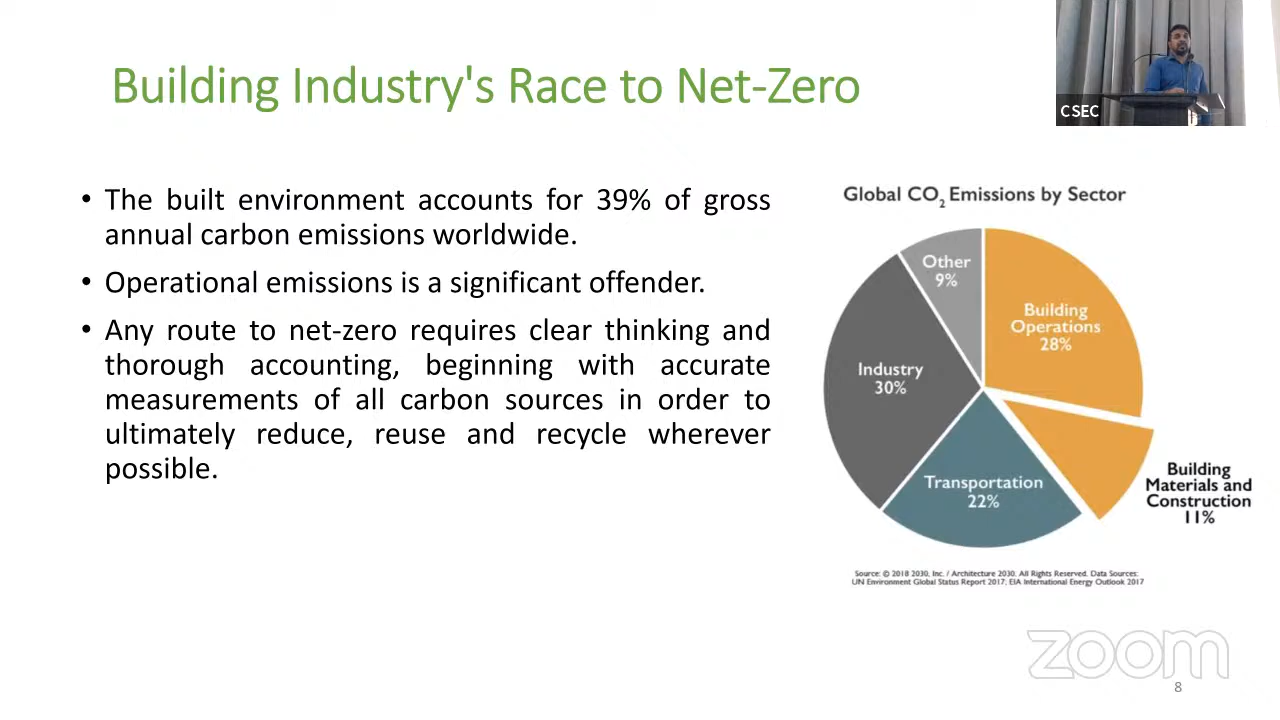 Building Industry's Race to Net-Zero
CSEC
• The built environment accounts for 39% of gross
annual carbon emissions worldwide.
• Operational emissions is a significant offender.
• Any route to net-zero requires clear thinking and
thorough accounting, beginning with accurate
measurements of all carbon sources in order to
ultimately reduce, reuse and recycle wherever
possible.
Global CO2 Emissions by Sector
Other
9%
Building
Operations
28%
Industry
30%
Transportation
22%
Building
Materials and
Construction
11%
Source: © 2018 2030, Inc. / Architecture 2030. All Rights Reserved. Data Sources:
UN Environment Global Status Report 2017; EIA International Energy Outlook 2017
zoom
8